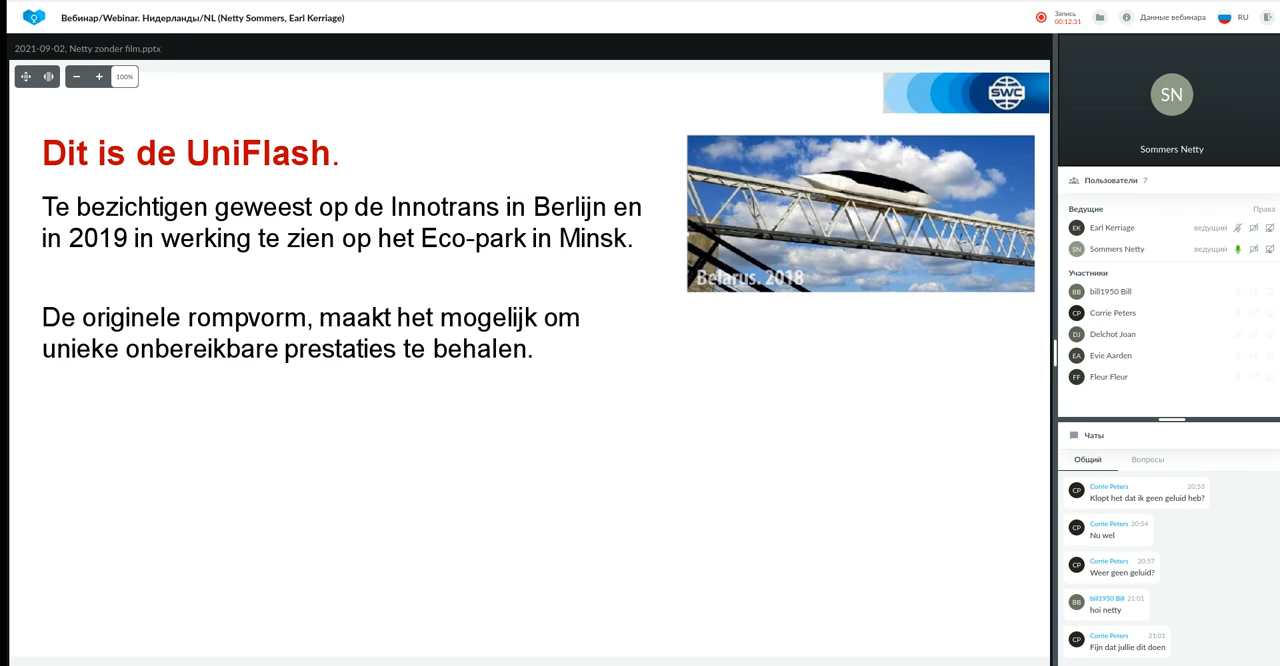 Вебинар/Webinar. Нидерланды/NL (Netty Sommers, Earl Kerriage)
Запись
00:12:31
Данные вебинара
RU
2021-09-02, Netty zonder film.pptx
100%
SWC
Dit is de UniFlash.
Te bezichtigen geweest op de Innotrans in Berlijn en
in 2019 in werking te zien op het Eco-park in Minsk.
Belarus. 2018
De originele rompvorm, maakt het mogelijk om
unieke onbereikbare prestaties te behalen.
SN
Sommers Netty
Пользователи 7
Ведущие Права
EK Earl Kerriage ведущий
SN Sommers Netty ведущий
Участники
BB bill1950 Bill
CP Corrie Peters
DJ Delchot Joan
EA Evie Aarden
FF Fleur Fleur
Чаты
Общий Вопросы
CP Corrie Peters 20:53
Klopt het dat ik geen geluid heb?
CP Corrie Peters 20:54
Nu wel
CP Corrie Peters 20:57
Weer geen geluid?
BB bill1950 Bill 21:01
hoi netty
CP Corrie Peters 21:01
Fijn dat jullie dit doen